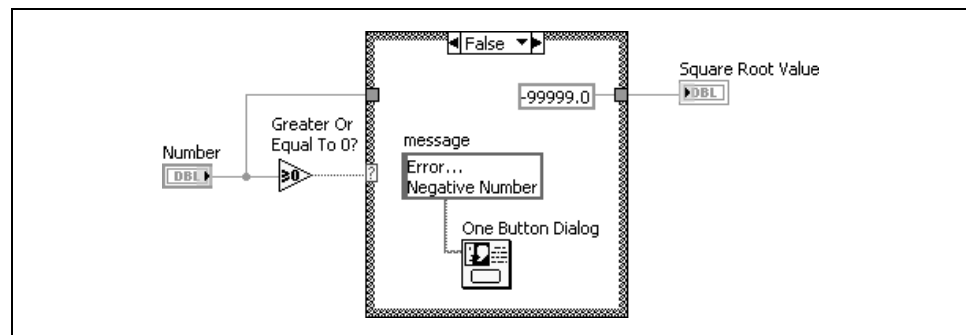 False
-99999.0
Square Root Value
DBL
Greater Or
Equal To 0?
Number
DBL
≥0
?
message
Error...
Negative Number
One Button Dialog